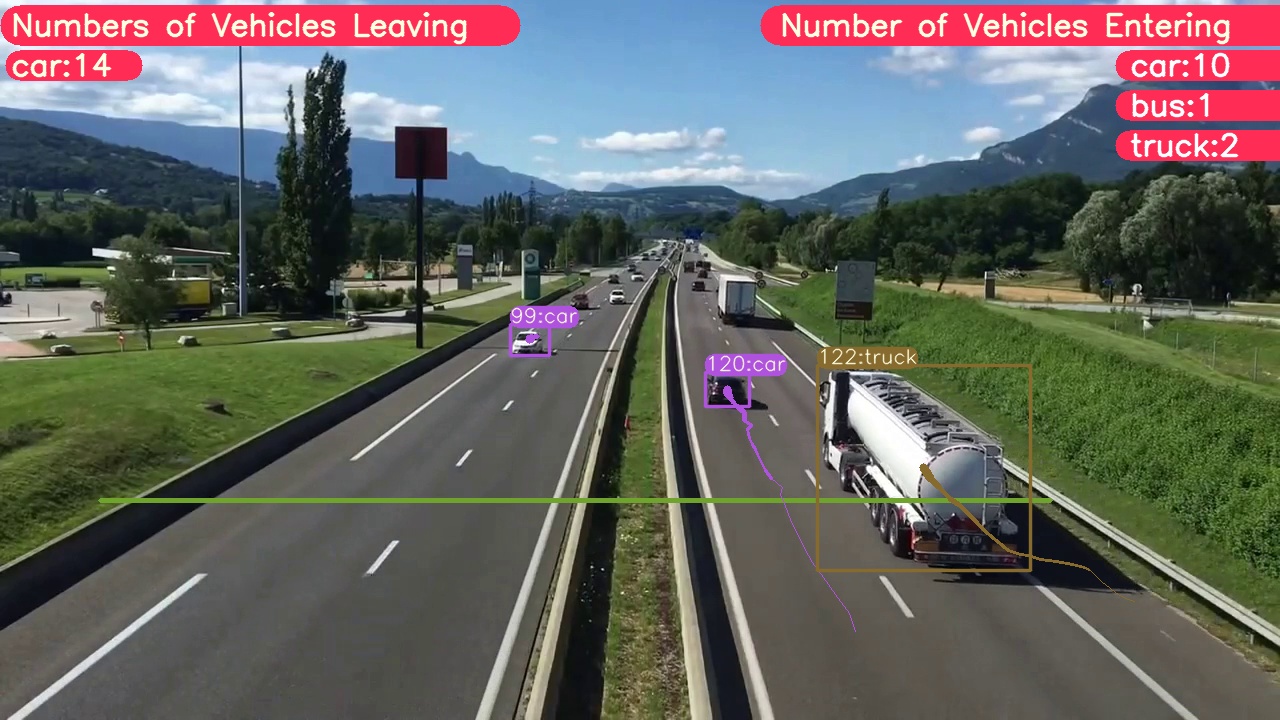 Numbers of Vehicles Leaving
Number of Vehicles Entering
car:14
car:10
bus:1
truck:2
99:car
120:car
122:truck